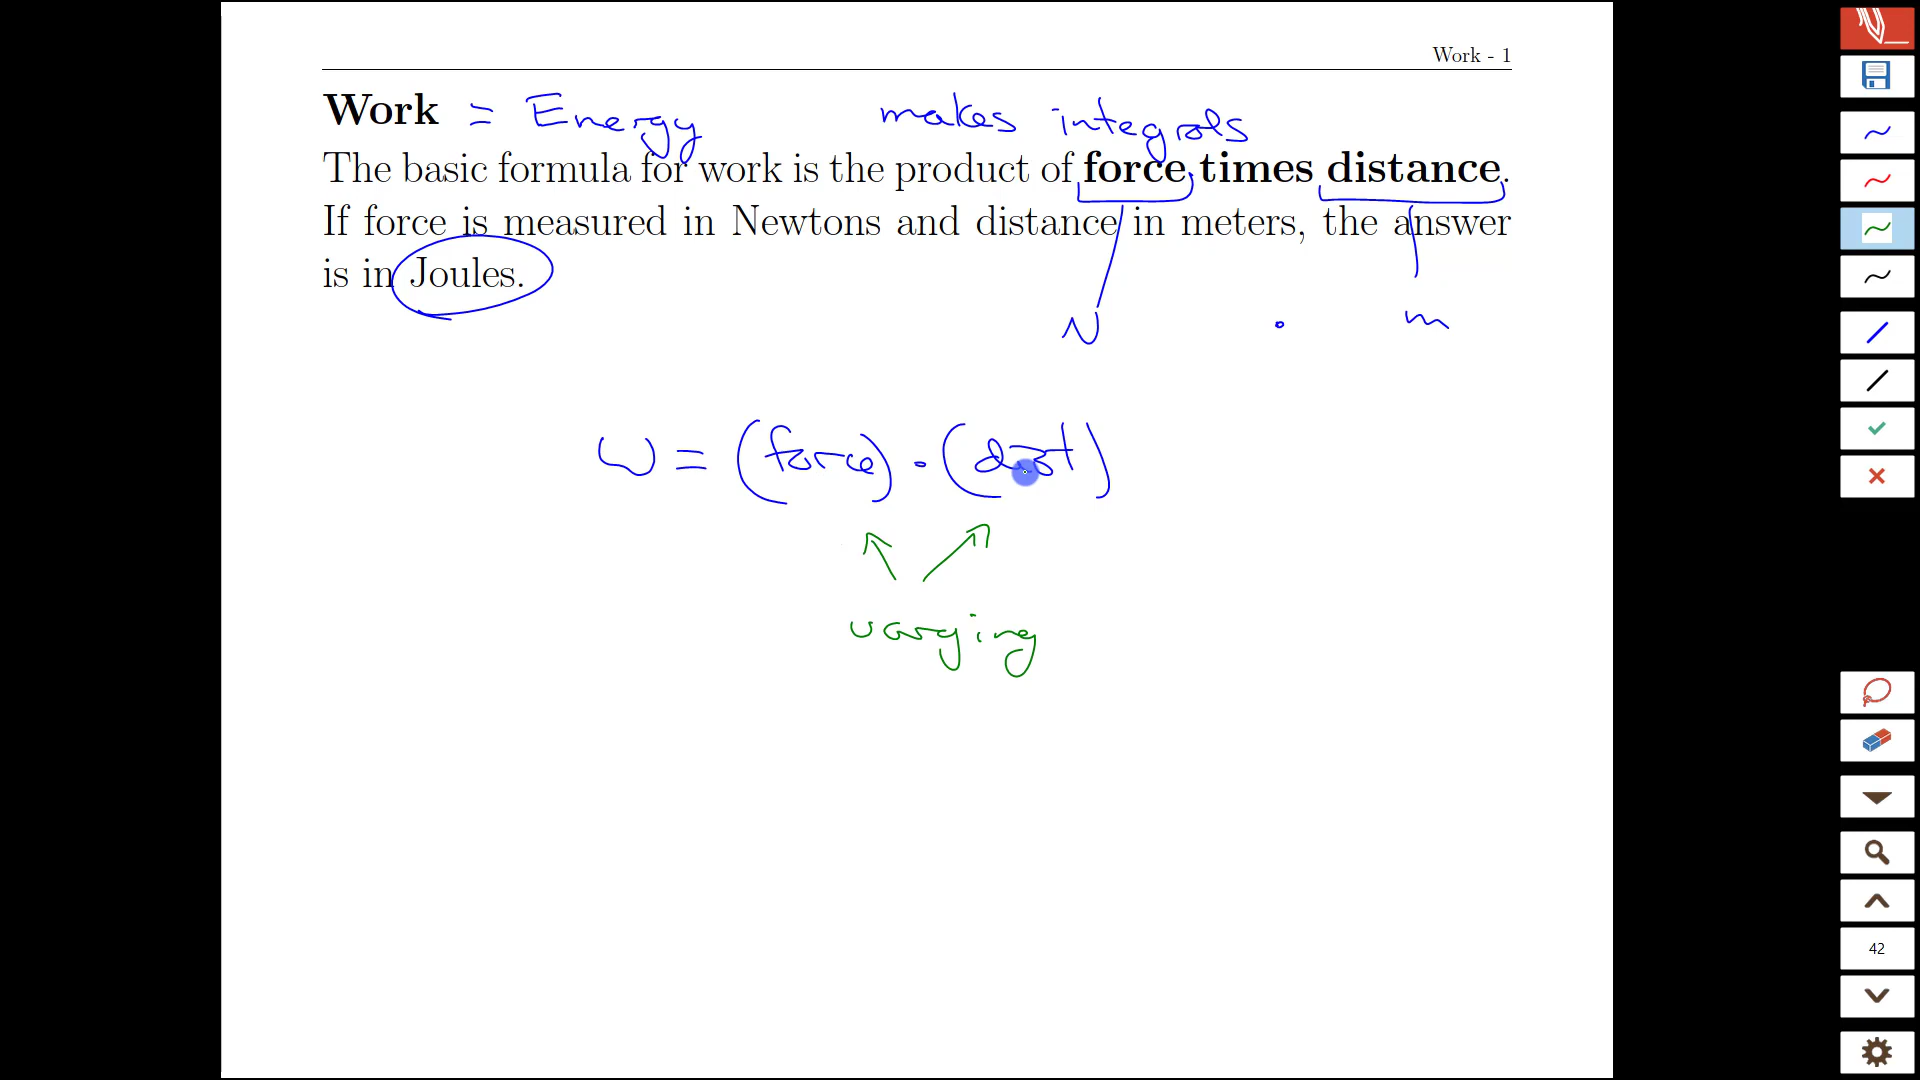 Work - 1
Work = Energy makes integrals
The basic formula for work is the product of force times distance.
If force is measured in Newtons and distance in meters, the answer
is in Joules.
N · m
W = (force) · (dist)
varying
42